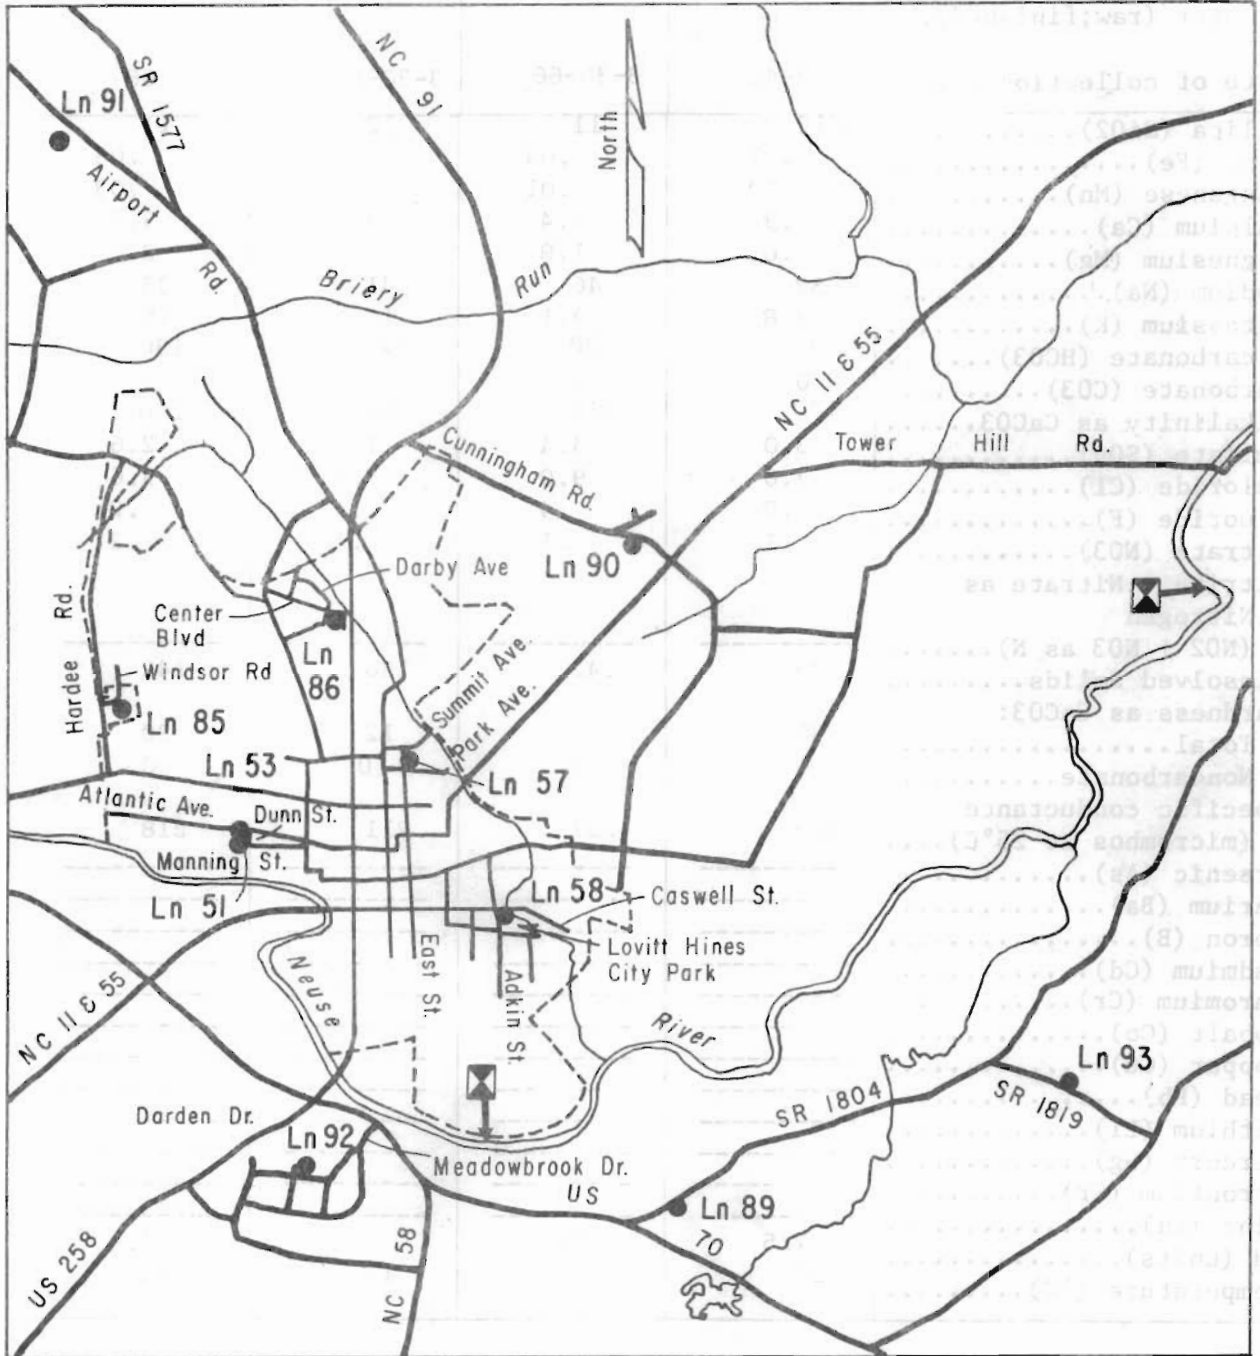 SR 1577
NC 91
Ln 91
Airport
Rd.
North
Briery
Run
NC 11 & 55
Tower Hill Rd.
Cunningham Rd.
Ln 90
Darby Ave
Center
Blvd
Ln
86
Hardee Rd.
Windsor Rd
Ln 85
Summit Ave.
Park Ave.
Ln 53
Ln 57
Atlantic Ave.
Dunn St.
Manning St.
Ln 51
Ln 58
Caswell St.
Lovitt Hines
City Park
East St.
Adkin St.
Neuse
River
NC 11 & 55
Ln 93
SR 1804
SR 1819
Darden Dr.
Ln 92
Meadowbrook Dr.
US
70
Ln 89
US 258
NC 58